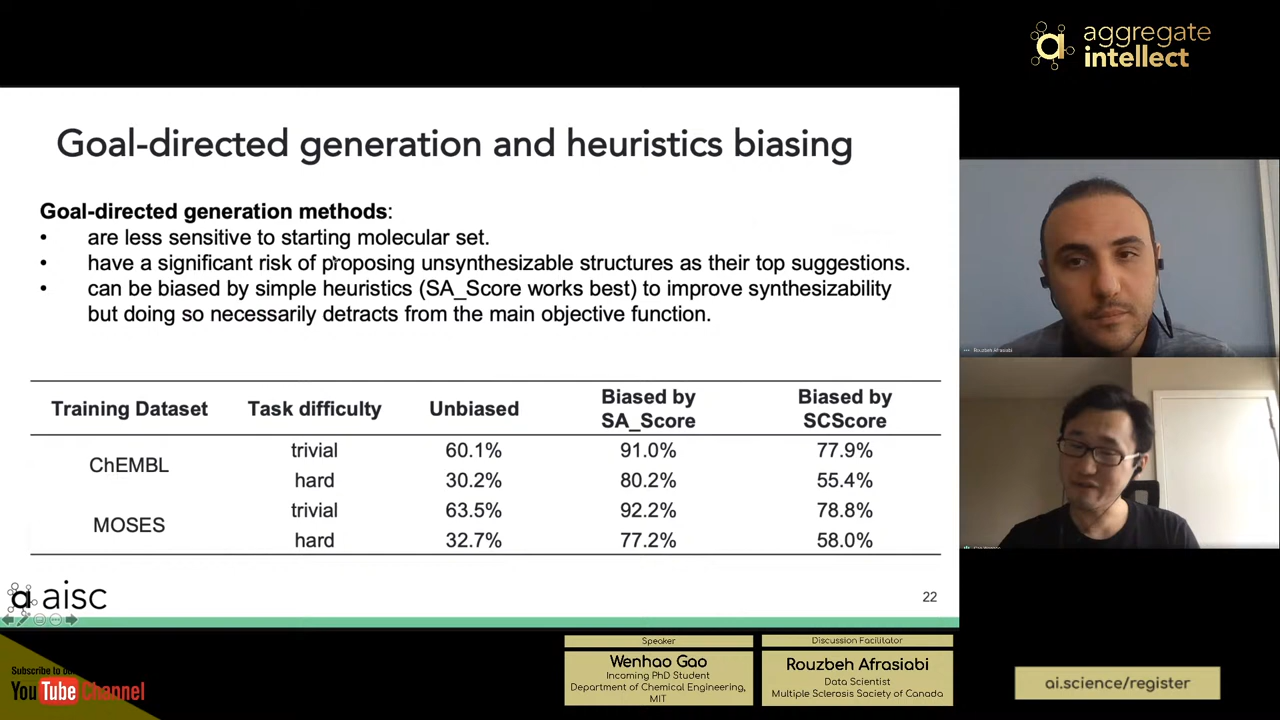 aggregate
intellect
Goal-directed generation and heuristics biasing
Goal-directed generation methods:
• are less sensitive to starting molecular set.
• have a significant risk of proposing unsynthesizable structures as their top suggestions.
• can be biased by simple heuristics (SA_Score works best) to improve synthesizability
but doing so necessarily detracts from the main objective function.
Training Dataset Task difficulty Unbiased Biased by SA_Score Biased by SCScore
ChEMBL trivial 60.1% 91.0% 77.9%
hard 30.2% 80.2% 55.4%
MOSES trivial 63.5% 92.2% 78.8%
hard 32.7% 77.2% 58.0%
a aisc
22
Rouzbeh Afrasiabi
Subscribe to
YouTube Channel
Speaker
Wenhao Gao
Incoming PhD Student
Department of Chemical Engineering,
MIT
Discussion Facilitator
Rouzbeh Afrasiabi
Data Scientist
Multiple Sclerosis Society of Canada
ai.science/register